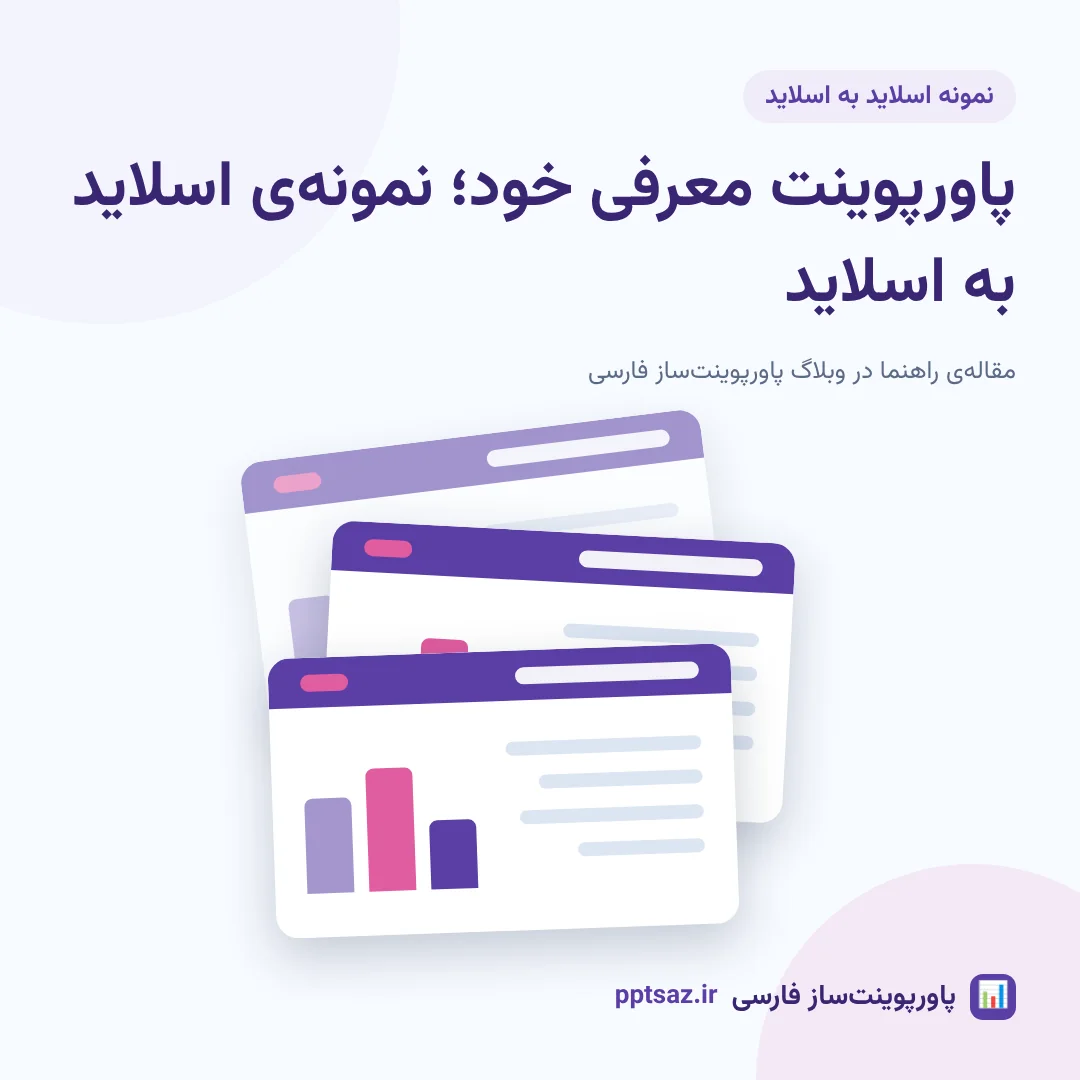 نمونه اسلاید به اسلاید
پاورپوینت معرفی خود؛ نمونه‌ی اسلاید
به اسلاید
مقاله‌ی راهنما در وبلاگ پاورپوینت‌ساز فارسی
پاورپوینت‌ساز فارسی pptsaz.ir